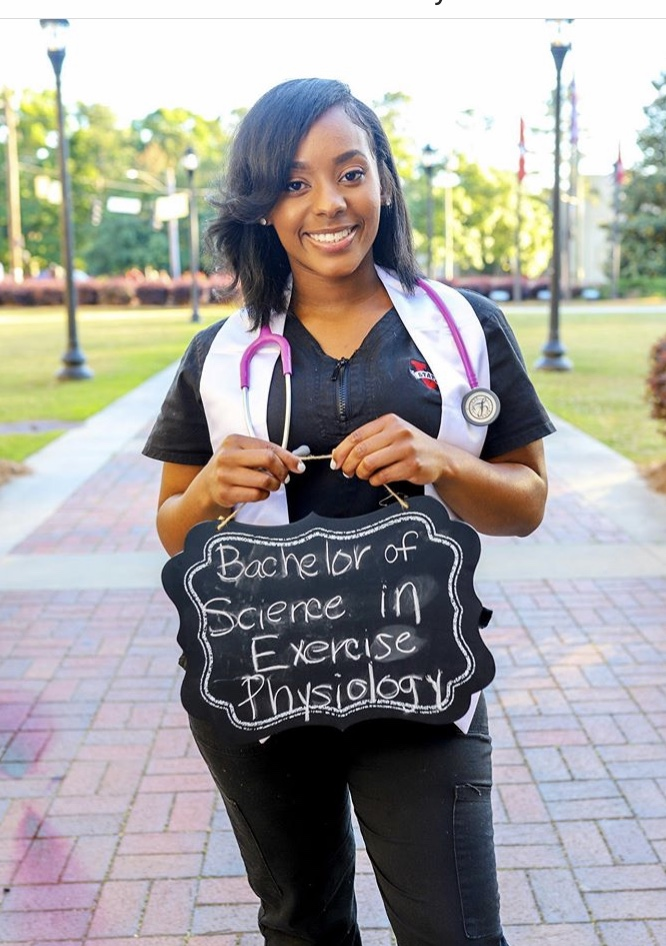 Bachelor of
Science in
Exercise
Physiology